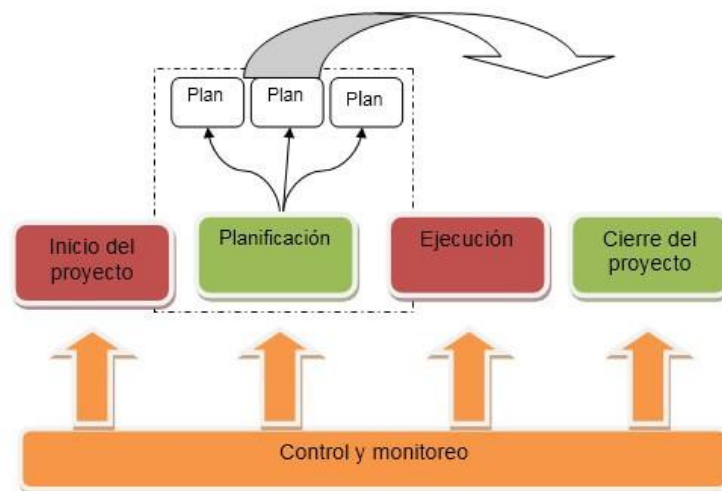 Plan
Plan
Plan
Inicio del
proyecto
Planificación
Ejecución
Cierre del
proyecto
Control y monitoreo